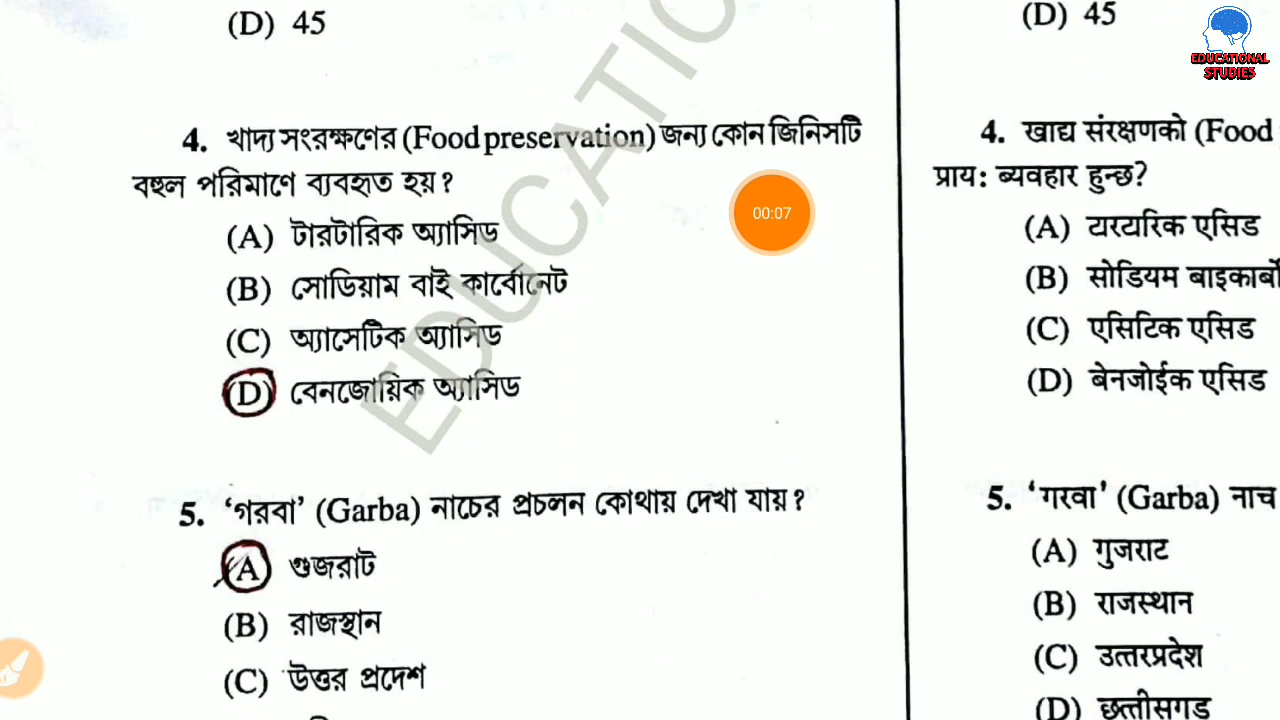 (D) 45
4. খাদ্য সংরক্ষণের (Food preservation) জন্য কোন জিনিসটি
বহুল পরিমাণে ব্যবহৃত হয়?
(A) টারটারিক অ্যাসিড
(B) সোডিয়াম বাই কার্বোনেট
(C) অ্যাসেটিক অ্যাসিড
(D) বেনজোয়িক অ্যাসিড
5. ‘গরবা’ (Garba) নাচের প্রচলন কোথায় দেখা যায়?
(A) গুজরাট
(B) রাজস্থান
(C) উত্তর প্রদেশ
(D) 45
4. खाद्य संरक्षणको (Food
प्राय: ब्यवहार हुन्छ?
(A) टारटारिक एसिड
(B) सोडियम बाइकार्बो
(C) एसिटिक एसिड
(D) बेनजोईक एसिड
5. ‘गरवा’ (Garba) नाच
(A) गुजराट
(B) राजस्थान
(C) उत्तरप्रदेश
(D) छत्तीसगड
EDUCATIO
00:07
EDUCATIONAL
STUDIES